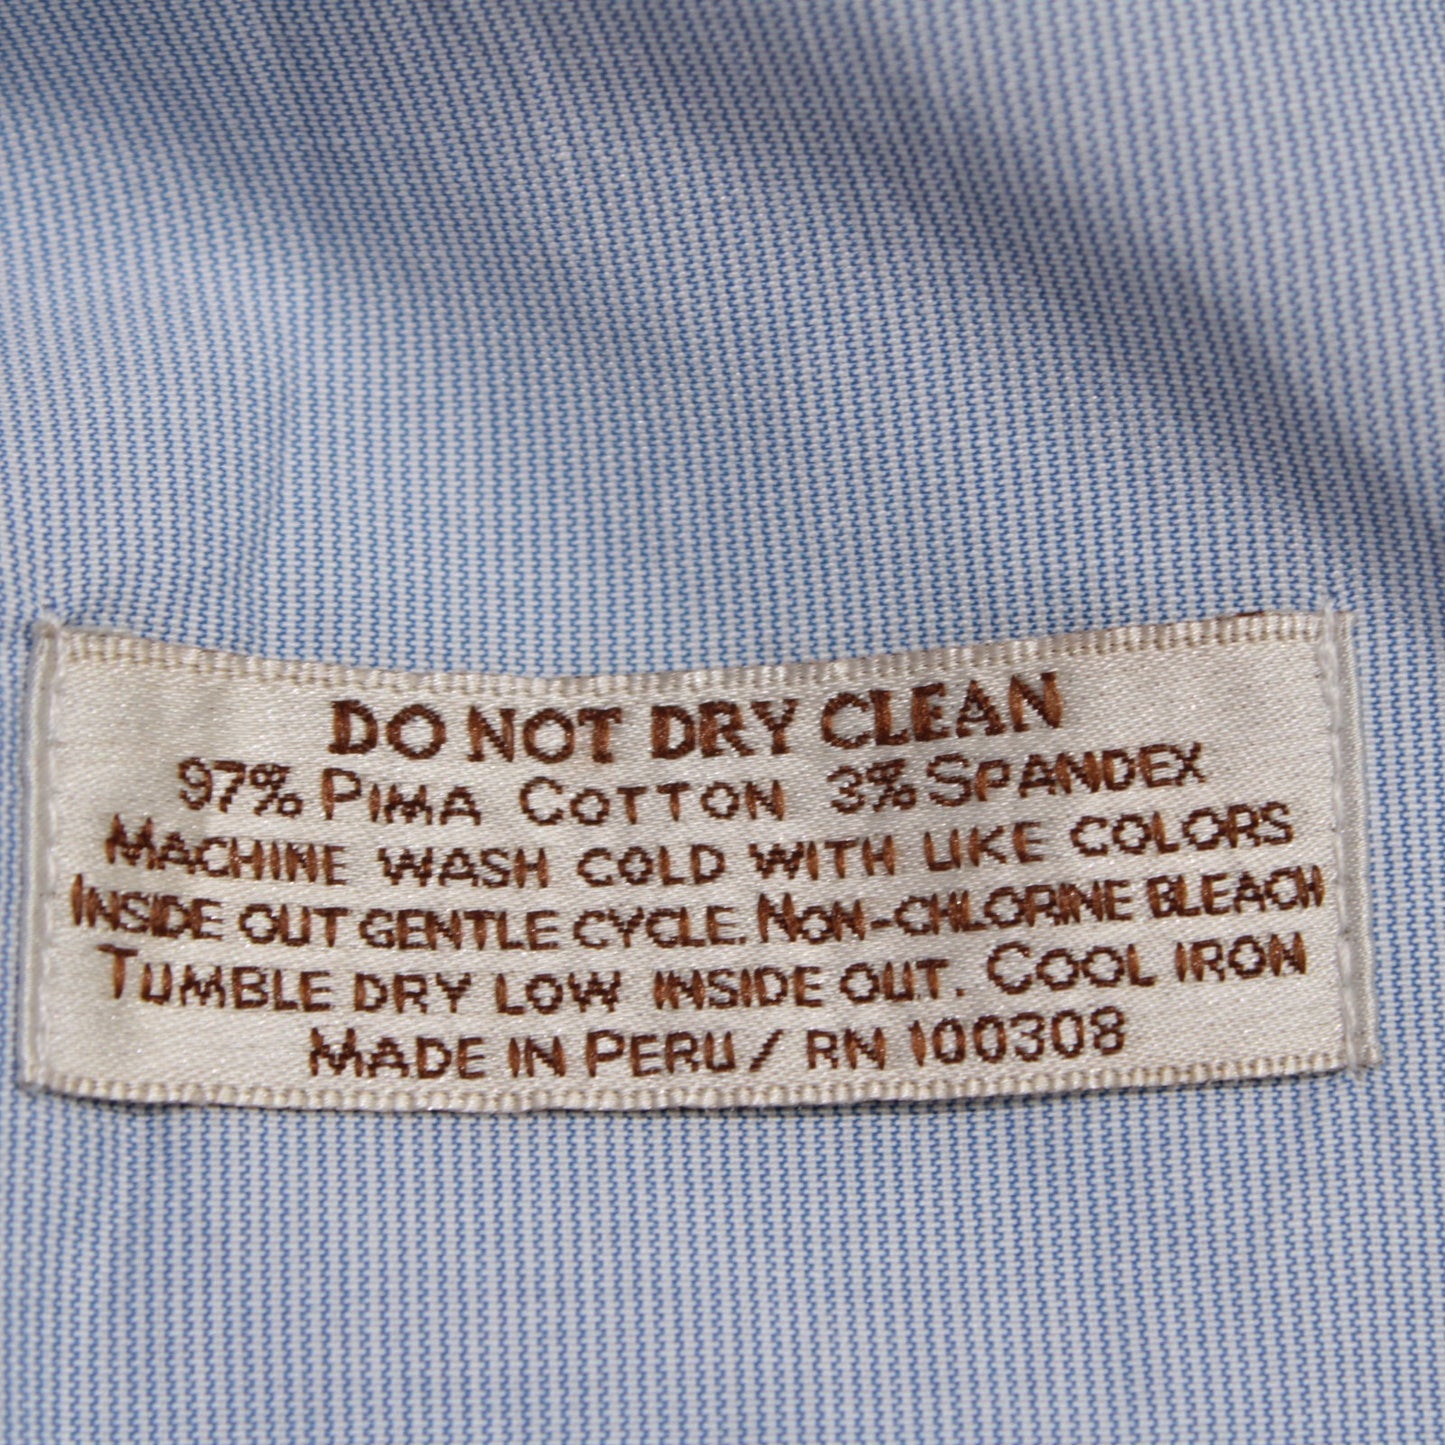 DO NOT DRY CLEAN
97% PIMA COTTON 3% SPANDEX
MACHINE WASH COLD WITH LIKE COLORS
INSIDE OUT GENTLE CYCLE. NON-CHLORINE BLEACH
TUMBLE DRY LOW INSIDE OUT. COOL IRON
MADE IN PERU / RN 100308